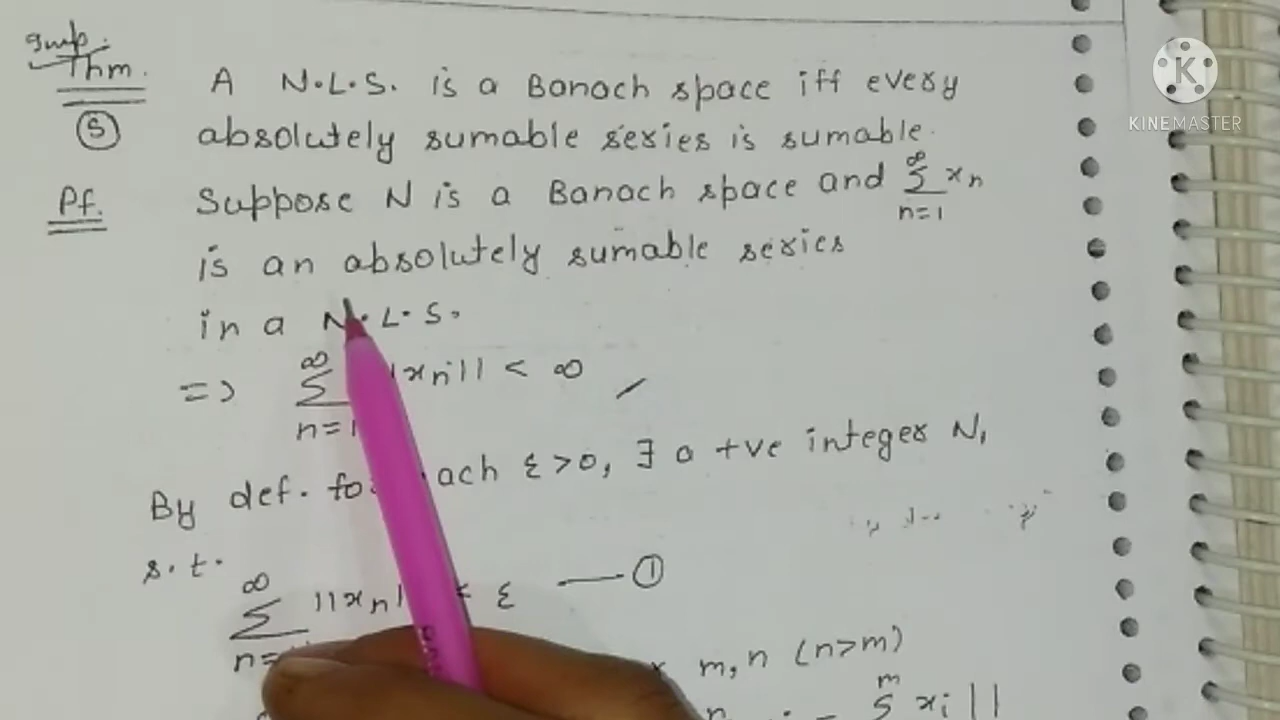 Imp.
Thm.
5
A N.L.S. is a Banach space iff every
absolutely sumable series is sumable.
Pf.
Suppose N is a Banach space and ∞ Σ n=1 xn
is an absolutely sumable series
in a N.L.S.
=> ∞ Σ n=1 ||xn|| < ∞
By def. for each ε>0, ∃ a +ve integer N,
s.t.
∞ Σ ||xn|| < ε —— 1
n=
m,n (n>m)
m Σ xi ||
K
KINEMASTER